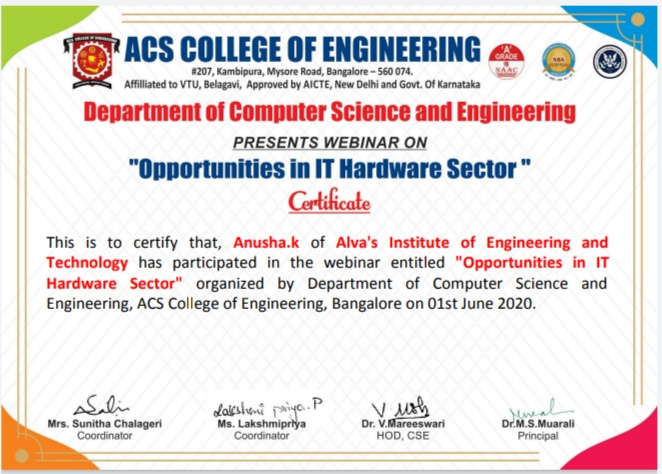 ACS COLLEGE OF ENGINEERING
#207, Kambipura, Mysore Road, Bangalore – 560 074.
Affilliated to VTU, Belagavi, Approved by AICTE, New Delhi and Govt. Of Karnataka
'A'
GRADE
NAAC
NBA
Department of Computer Science and Engineering
PRESENTS WEBINAR ON
"Opportunities in IT Hardware Sector "
Certificate
This is to certify that, Anusha.k of Alva's Institute of Engineering and
Technology has participated in the webinar entitled "Opportunities in IT
Hardware Sector" organized by Department of Computer Science and
Engineering, ACS College of Engineering, Bangalore on 01st June 2020.
Lakshmi Priya.P
Mrs. Sunitha Chalageri
Coordinator
Ms. Lakshmipriya
Coordinator
Dr. V.Mareeswari
HOD, CSE
Dr.M.S.Muarali
Principal